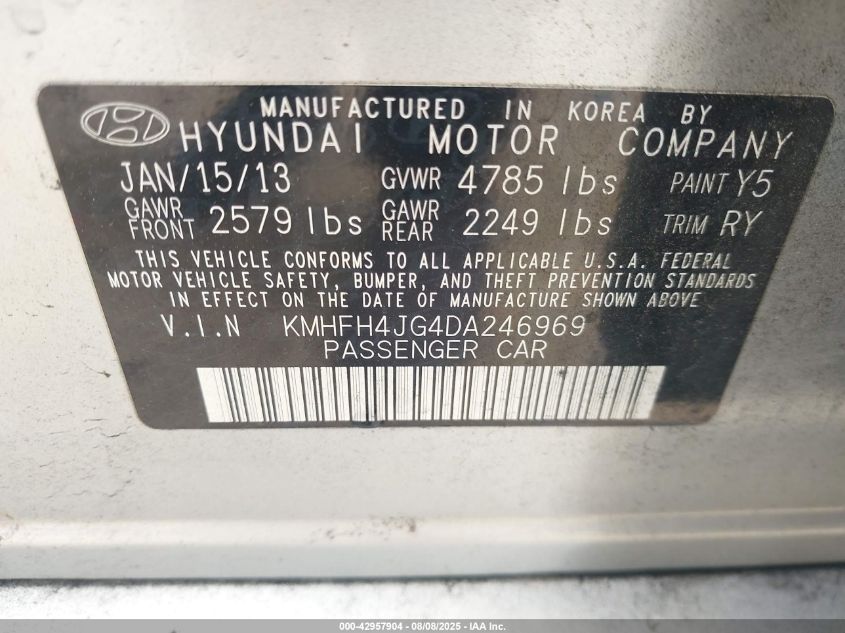 MANUFACTURED IN KOREA BY
HYUNDAI MOTOR COMPANY
JAN/15/13 GVWR 4785 lbs PAINT Y5
GAWR FRONT 2579 lbs GAWR REAR 2249 lbs TRIM RY
THIS VEHICLE CONFORMS TO ALL APPLICABLE U.S.A. FEDERAL
MOTOR VEHICLE SAFETY, BUMPER, AND THEFT PREVENTION STANDARDS
IN EFFECT ON THE DATE OF MANUFACTURE SHOWN ABOVE
V.I.N KMHFH4JG4DA246969
PASSENGER CAR
000-42957904 - 08/08/2025 - IAA Inc.